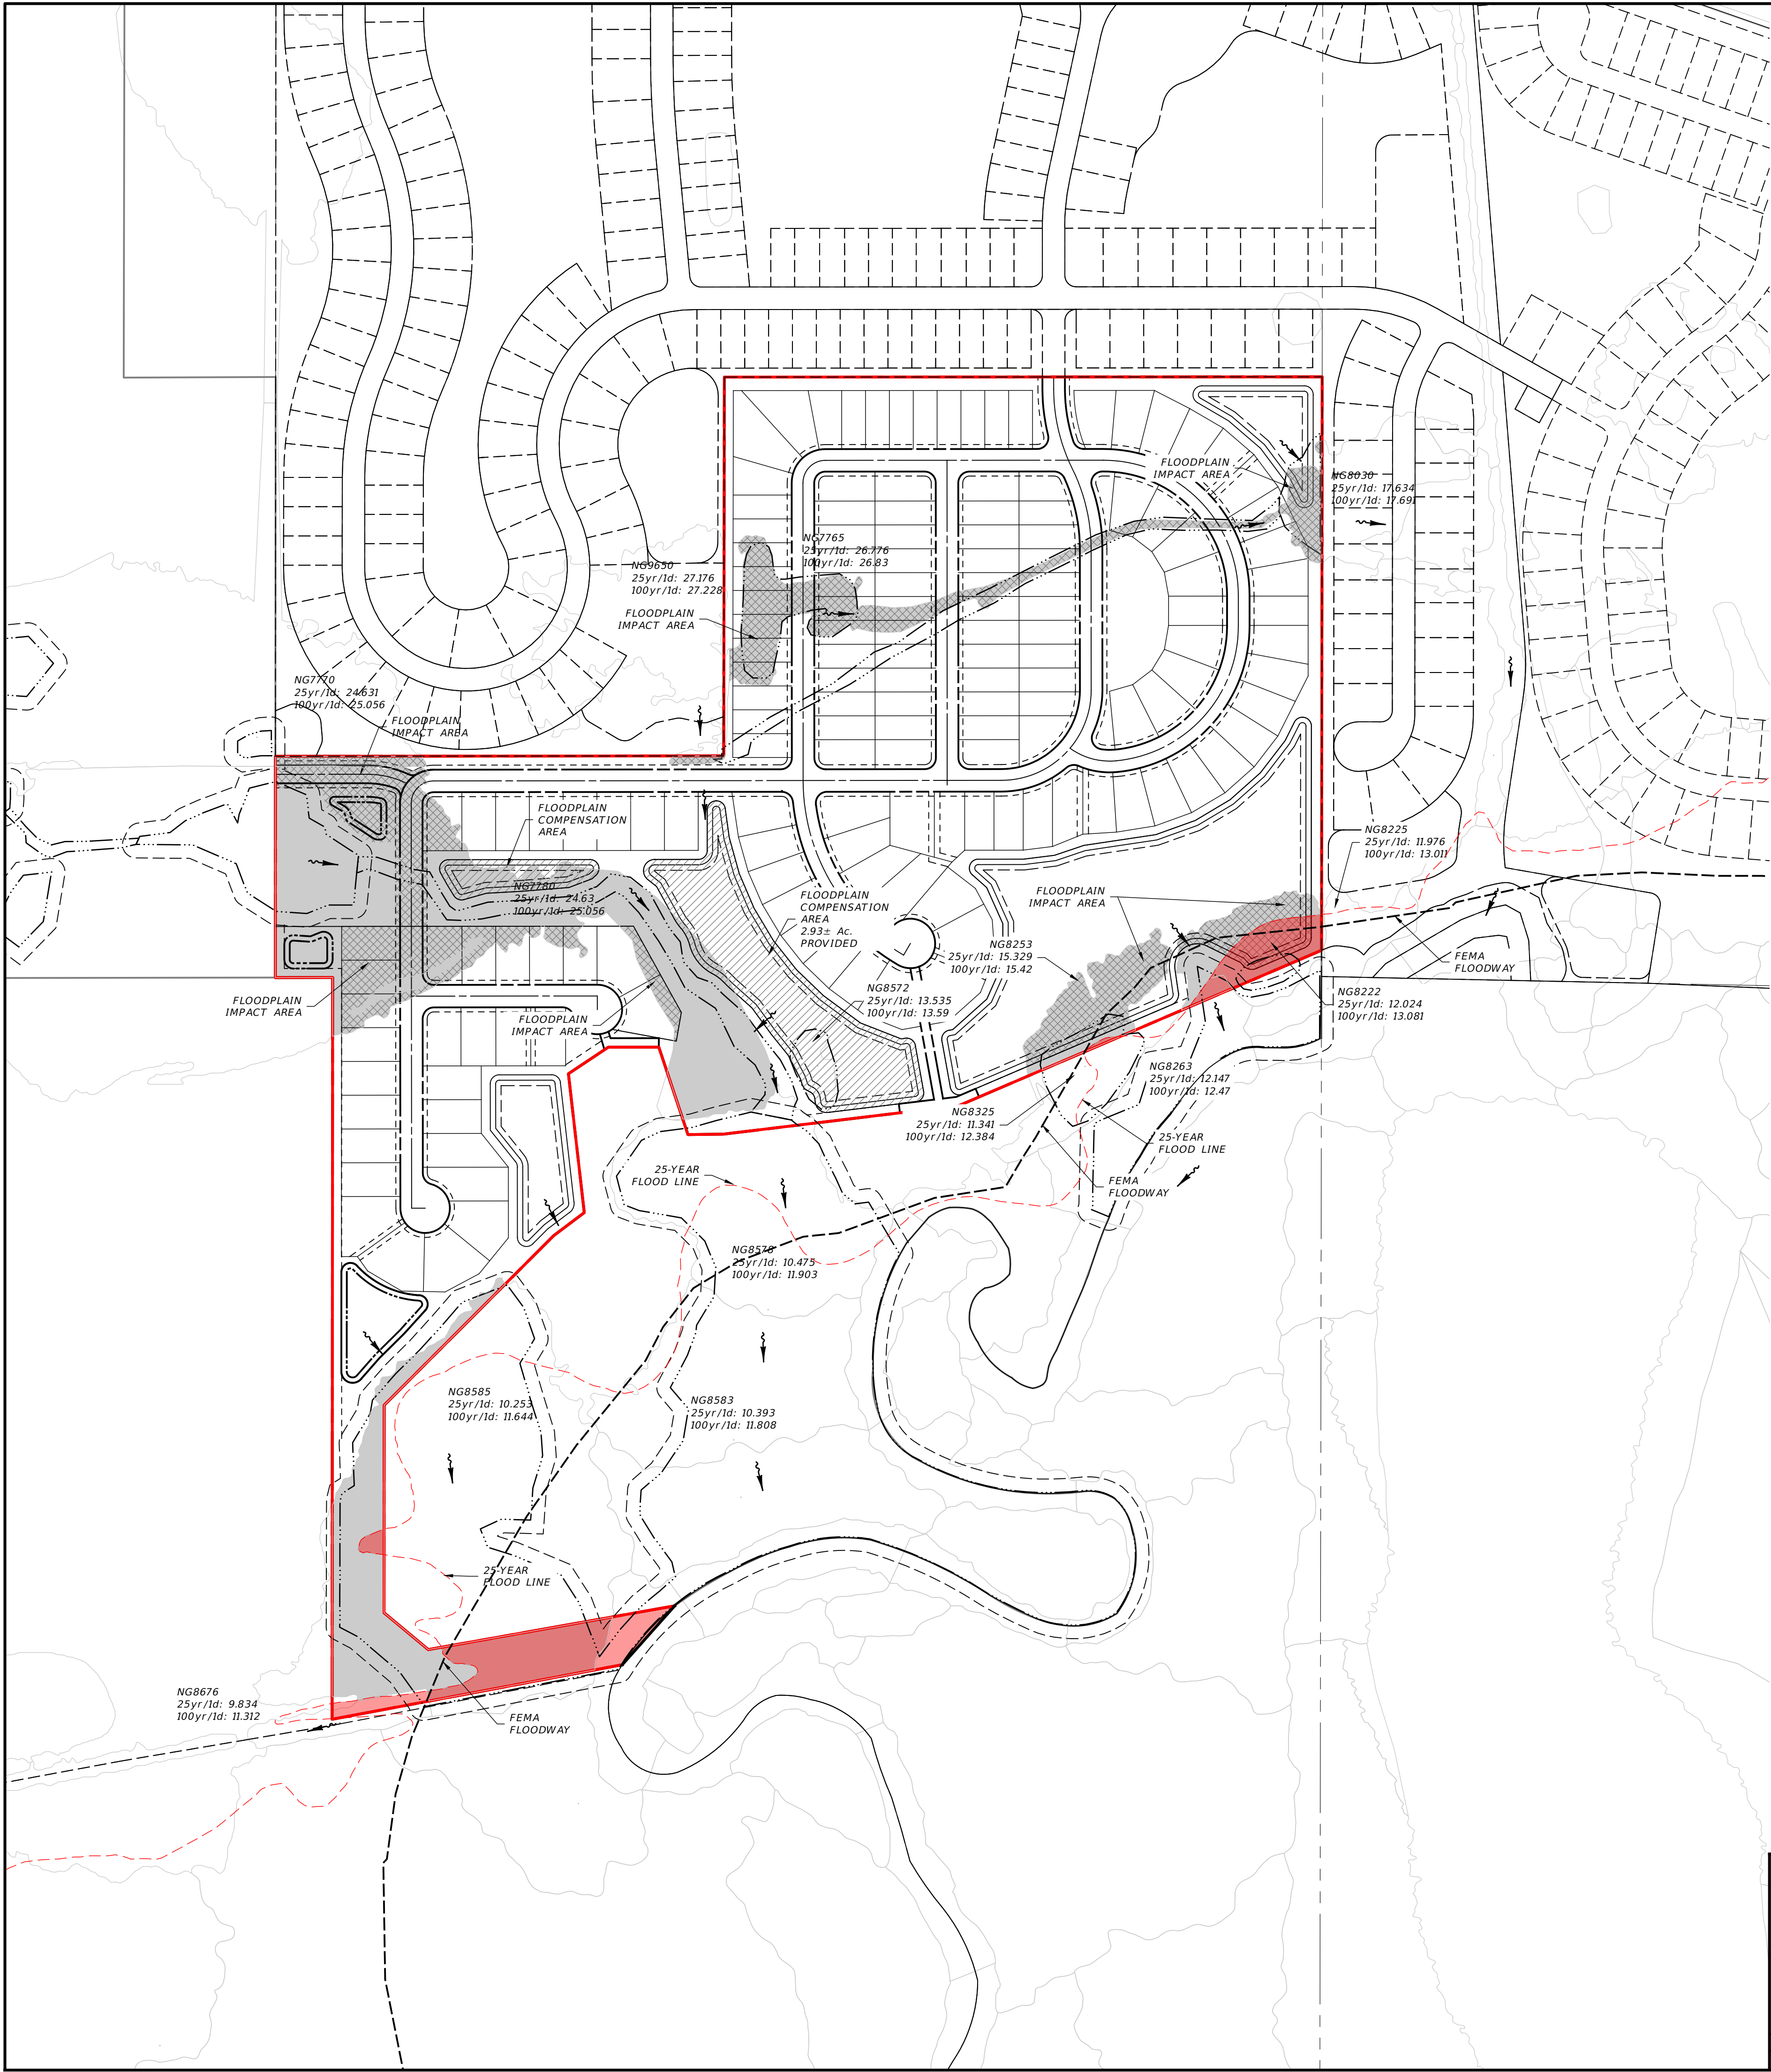 FLOODPLAIN
IMPACT AREA
NG8030
25yr/1d: 17.634
100yr/1d: 17.691
NG7765
25yr/1d: 26.776
100yr/1d: 26.83
NG9650
25yr/1d: 27.176
100yr/1d: 27.228
FLOODPLAIN
IMPACT AREA
NG7770
25yr/1d: 24.631
100yr/1d: 25.056
FLOODPLAIN
IMPACT AREA
FLOODPLAIN
COMPENSATION
AREA
NG8225
25yr/1d: 11.976
100yr/1d: 13.011
NG7780
25yr/1d: 24.63
100yr/1d: 25.056
FLOODPLAIN
COMPENSATION
AREA
2.93± Ac.
PROVIDED
FLOODPLAIN
IMPACT AREA
NG8253
25yr/1d: 15.329
100yr/1d: 15.42
FEMA
FLOODWAY
NG8572
25yr/1d: 13.535
100yr/1d: 13.59
NG8222
25yr/1d: 12.024
100yr/1d: 13.081
FLOODPLAIN
IMPACT AREA
FLOODPLAIN
IMPACT AREA
NG8263
25yr/1d: 12.147
100yr/1d: 12.47
NG8325
25yr/1d: 11.341
100yr/1d: 12.384
25-YEAR
FLOOD LINE
25-YEAR
FLOOD LINE
FEMA
FLOODWAY
NG8578
25yr/1d: 10.475
100yr/1d: 11.903
NG8585
25yr/1d: 10.253
100yr/1d: 11.644
NG8583
25yr/1d: 10.393
100yr/1d: 11.808
25-YEAR
FLOOD LINE
NG8676
25yr/1d: 9.834
100yr/1d: 11.312
FEMA
FLOODWAY